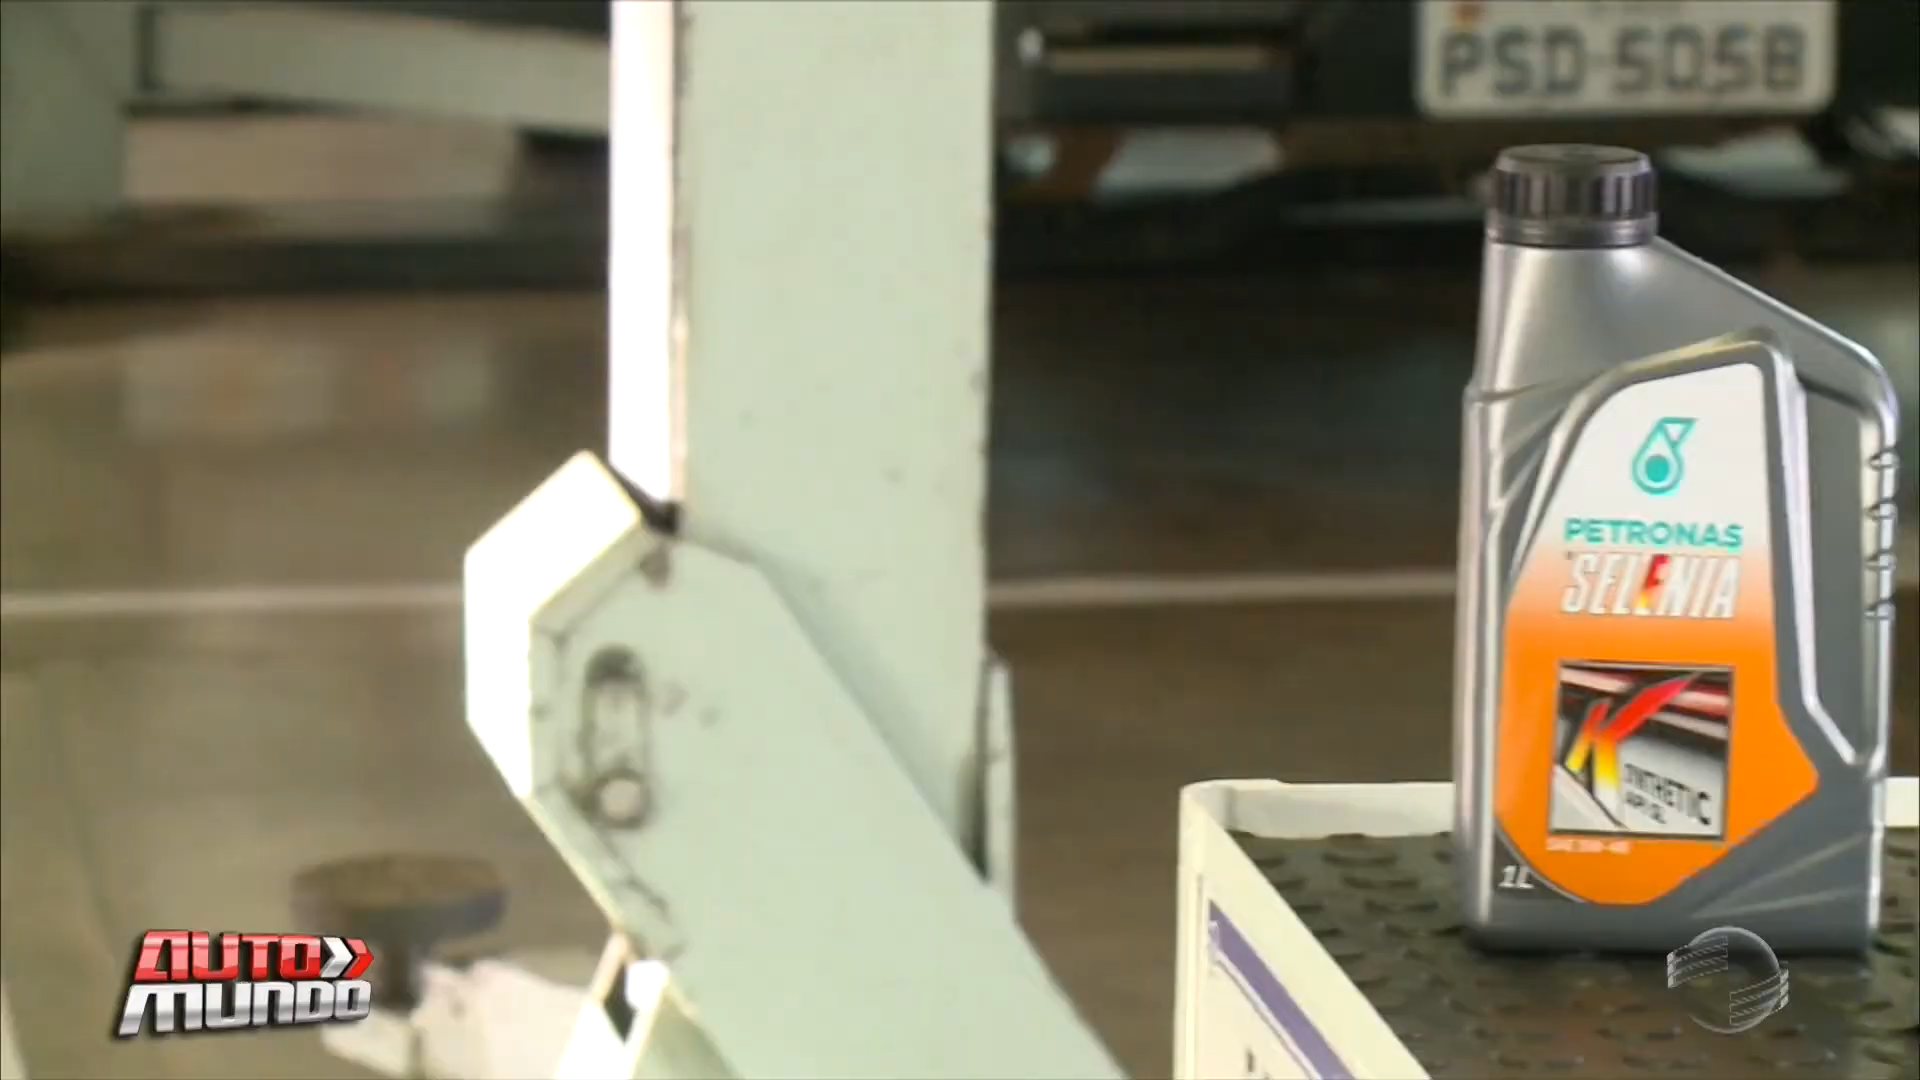 PSD-5058
PETRONAS
SELENIA
K
SYNTHETIC
1L
AUTO
MUNDO